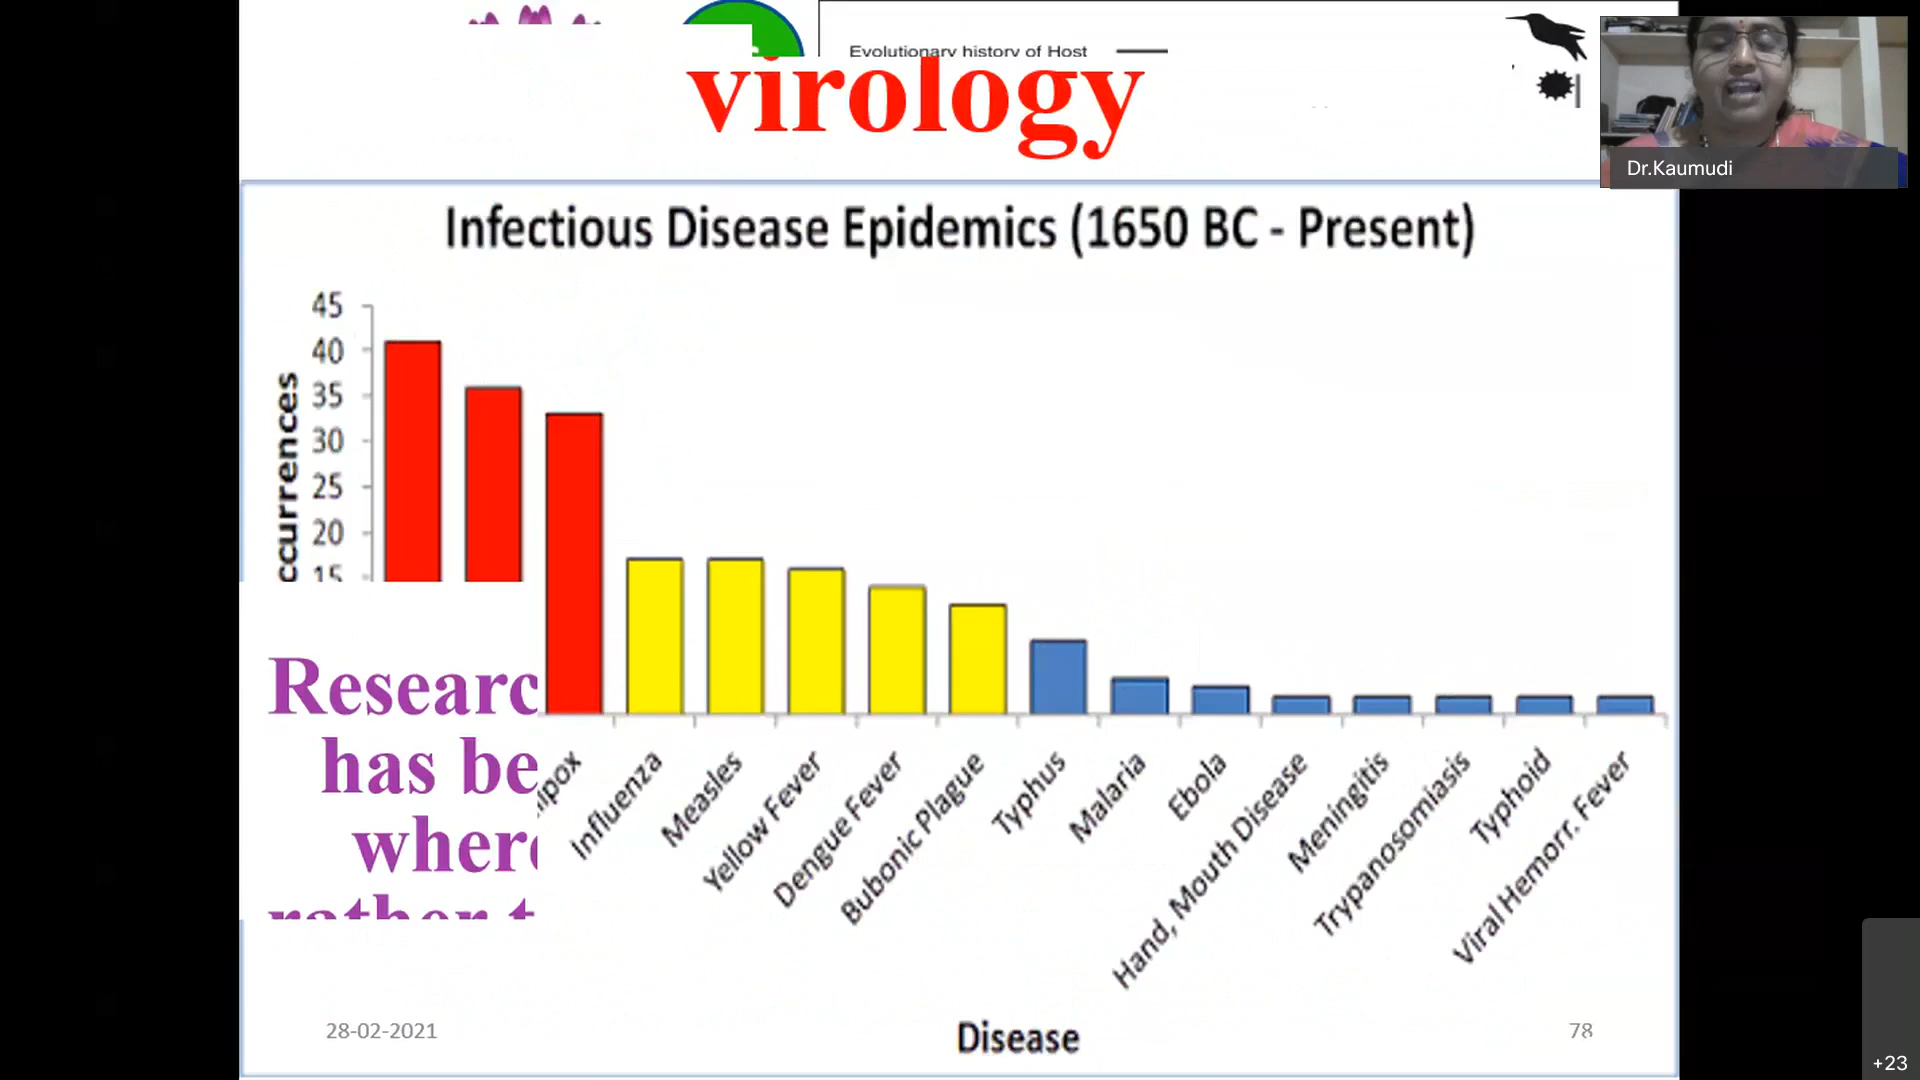 Evolutionary history of Host
virology
Dr.Kaumudi
Infectious Disease Epidemics (1650 BC - Present)
45
40
35
30
25
20
15
ccurrences
Researc
has be
where
rather t
Influenza
Measles
Yellow Fever
Dengue Fever
Bubonic Plague
Typhus
Malaria
Ebola
Hand, Mouth Disease
Meningitis
Trypanosomiasis
Typhoid
Viral Hemorr. Fever
Disease
28-02-2021
78
+23